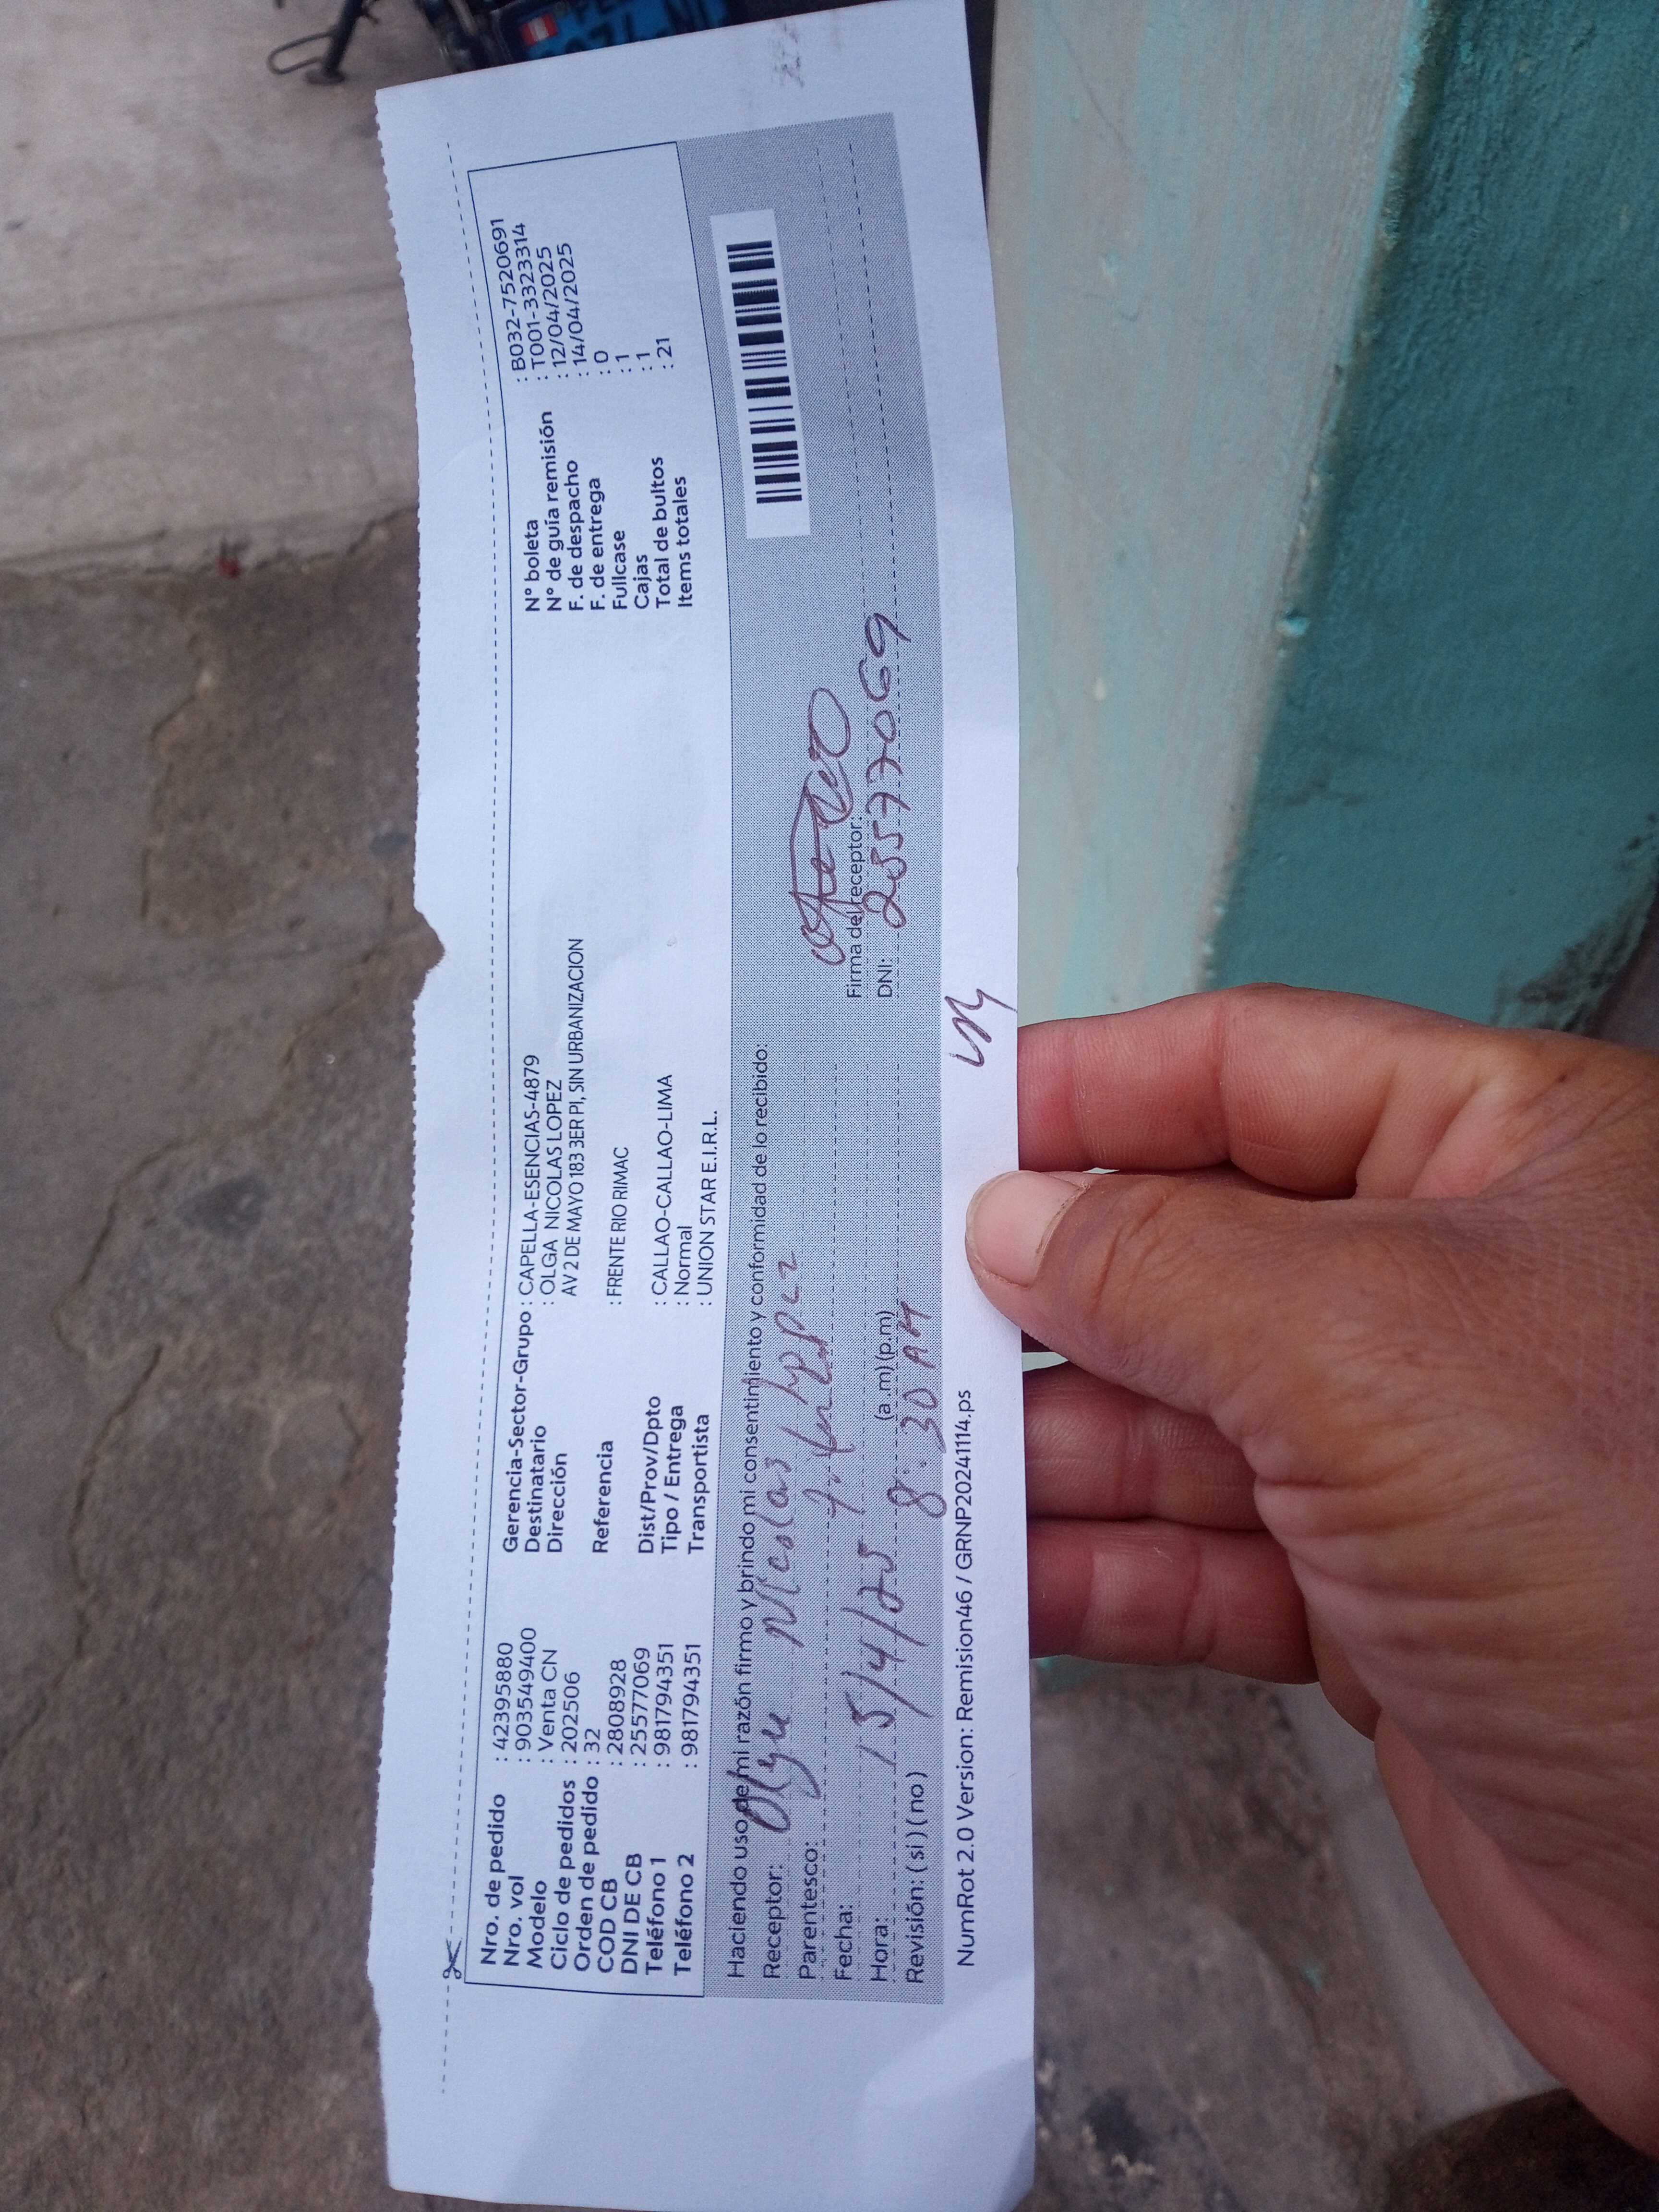 Nro. de pedido : 42395880
Nro. vol : 903549400
Modelo : Venta CN
Ciclo de pedidos : 202506
Orden de pedido : 32
COD CB : 2808928
DNI DE CB : 25577069
Teléfono 1 : 981794351
Teléfono 2 : 981794351
Gerencia-Sector-Grupo : CAPELLA-ESENCIAS-4879
Destinatario : OLGA NICOLAS LOPEZ
Dirección AV 2 DE MAYO 183 3ER PI, SIN URBANIZACION
Referencia : FRENTE RIO RIMAC
Dist/Prov/Dpto : CALLAO-CALLAO-LIMA
Tipo / Entrega : Normal
Transportista : UNION STAR E.I.R.L.
N° boleta : B032-7520691
N° de guía remisión : T001-3323314
F. de despacho : 12/04/2025
F. de entrega : 14/04/2025
Fullcase : 0
Cajas : 1
Total de bultos : 1
Items totales : 21
Haciendo uso de mi razón firmo y brindo mi consentimiento y conformidad de lo recibido:
Receptor: Olga Nicolas
Parentesco:
Fecha: 15/4/25
Hora: 8:30 AM (a .m) (p.m)
Revisión: ( si ) ( no )
Firma del receptor:
DNI: 25577069
NumRot 2.0 Version: Remision46 / GRNP20241114.ps